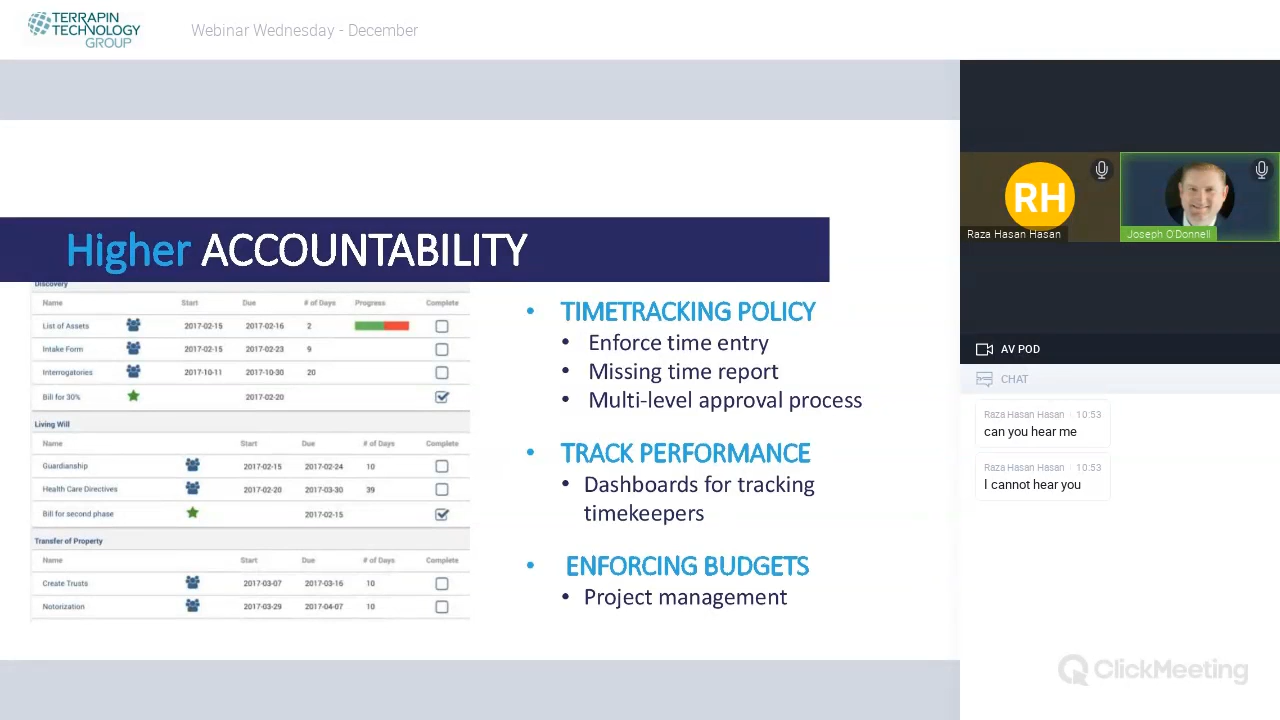 TERRAPIN
TECHNOLOGY
GROUP
Webinar Wednesday - December
Higher ACCOUNTABILITY
Discovery
Name Start Due # of Days Progress Complete
List of Assets 2017-02-15 2017-02-16 2
Intake Form 2017-02-15 2017-02-23 9
Interrogatories 2017-10-11 2017-10-30 20
Bill for 30% 2017-02-20
Living Will
Name Start Due # of Days Complete
Guardianship 2017-02-15 2017-02-24 10
Health Care Directives 2017-02-20 2017-03-30 39
Bill for second phase 2017-02-15
Transfer of Property
Name Start Due # of Days Complete
Create Trusts 2017-03-07 2017-03-16 10
Notorization 2017-03-29 2017-04-07 10
• TIMETRACKING POLICY
• Enforce time entry
• Missing time report
• Multi-level approval process
• TRACK PERFORMANCE
• Dashboards for tracking
timekeepers
• ENFORCING BUDGETS
• Project management
RH
Raza Hasan Hasan
Joseph O'Donnell
AV POD
CHAT
Raza Hasan Hasan 10:53
can you hear me
Raza Hasan Hasan 10:53
I cannot hear you
ClickMeeting